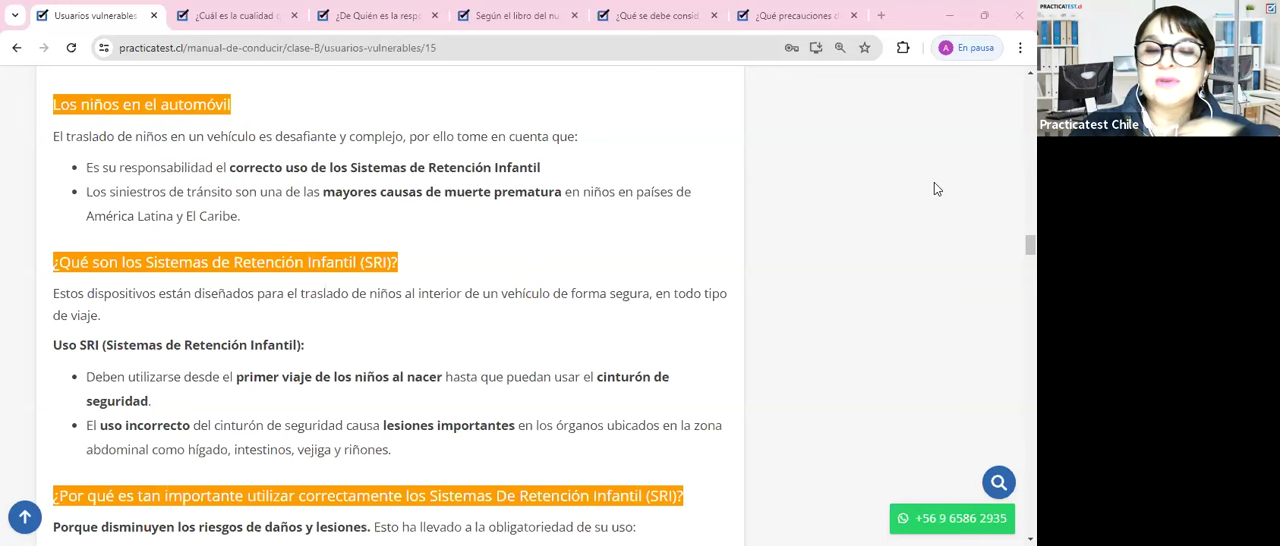 Usuarios vulnerables
¿Cuál es la cualidad
¿De Quién es la resp
Según el libro del nu
¿Qué se debe consid
¿Qué precauciones d
practicatest.cl/manual-de-conducir/clase-B/usuarios-vulnerables/15
A
En pausa
PRACTICATEST.cl
Practicatest Chile
Los niños en el automóvil
El traslado de niños en un vehículo es desafiante y complejo, por ello tome en cuenta que:
• Es su responsabilidad el correcto uso de los Sistemas de Retención Infantil
• Los siniestros de tránsito son una de las mayores causas de muerte prematura en niños en países de
América Latina y El Caribe.
¿Qué son los Sistemas de Retención Infantil (SRI)?
Estos dispositivos están diseñados para el traslado de niños al interior de un vehículo de forma segura, en todo tipo
de viaje.
Uso SRI (Sistemas de Retención Infantil):
• Deben utilizarse desde el primer viaje de los niños al nacer hasta que puedan usar el cinturón de
seguridad.
• El uso incorrecto del cinturón de seguridad causa lesiones importantes en los órganos ubicados en la zona
abdominal como hígado, intestinos, vejiga y riñones.
¿Por qué es tan importante utilizar correctamente los Sistemas De Retención Infantil (SRI)?
Porque disminuyen los riesgos de daños y lesiones. Esto ha llevado a la obligatoriedad de su uso:
+56 9 6586 2935